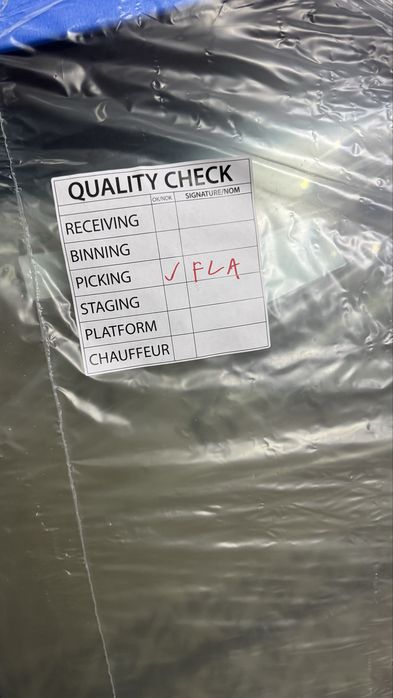 QUALITY CHECK
OK/NOK SIGNATURE/NOM
RECEIVING
BINNING
PICKING ✓ FLA
STAGING
PLATFORM
CHAUFFEUR